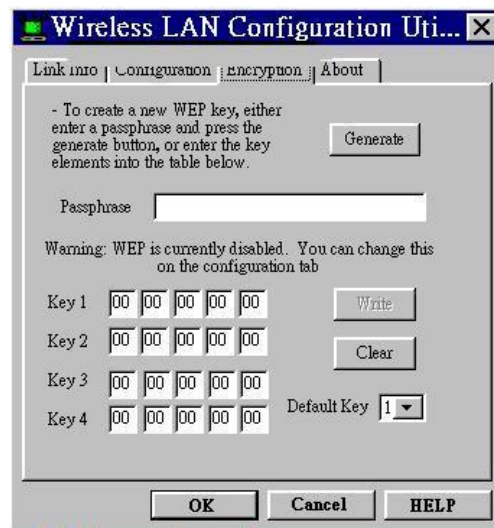 Wireless LAN Configuration Uti...
Link Info Configuration Encryption About
- To create a new WEP key, either
enter a passphrase and press the
generate button, or enter the key
elements into the table below.
Generate
Passphrase
Warning: WEP is currently disabled. You can change this
on the configuration tab
Key 1 00 00 00 00 00
Write
Key 2 00 00 00 00 00
Clear
Key 3 00 00 00 00 00
Default Key 1
Key 4 00 00 00 00 00
OK Cancel HELP